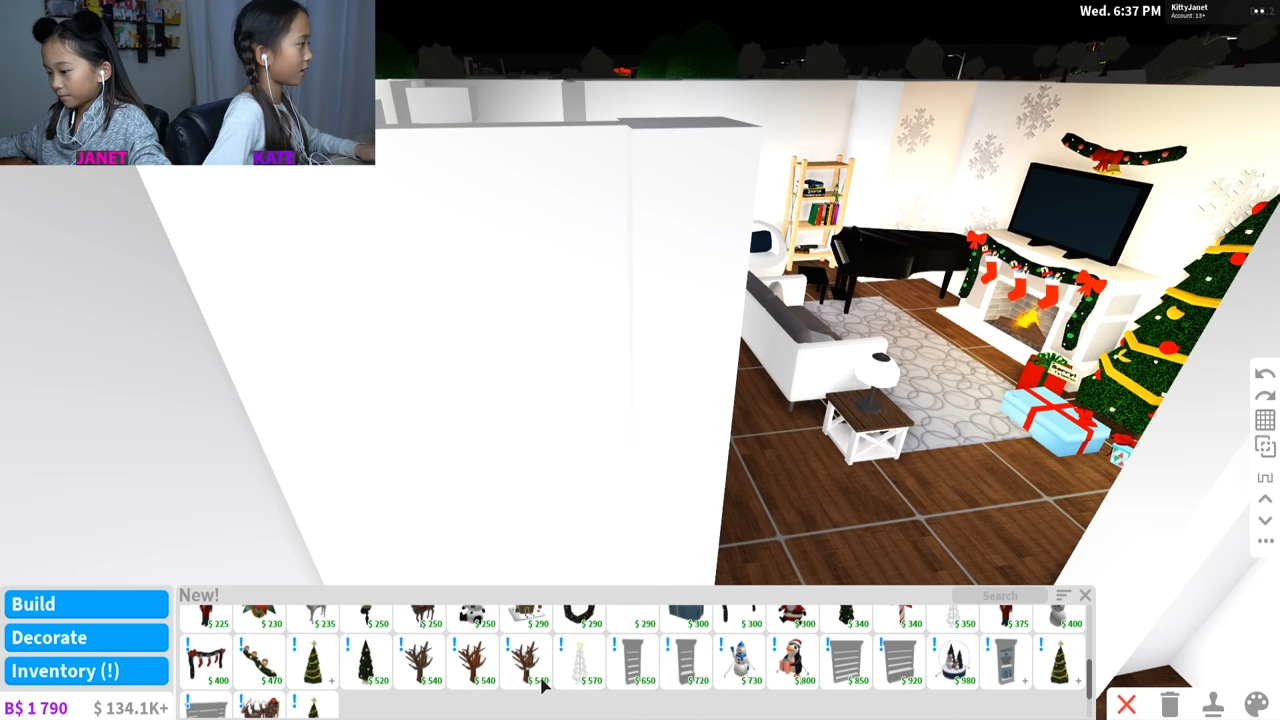 Wed. 6:37 PM
KittyJanet
Account: 13+
JANET
KATE
Build
Decorate
Inventory (!)
B$ 1 790 $ 134.1K+
New!
Search
$ 225 $ 230 $ 235 $ 250 $ 250 $ 250 $ 290 $ 290 $ 290 $ 300 $ 300 $ 300 $ 340 $ 340 $ 350 $ 375 $ 400
$ 400 $ 470 + $ 520 $ 540 $ 540 $ 570 $ 650 $ 720 $ 730 $ 800 $ 850 $ 920 $ 980 + +